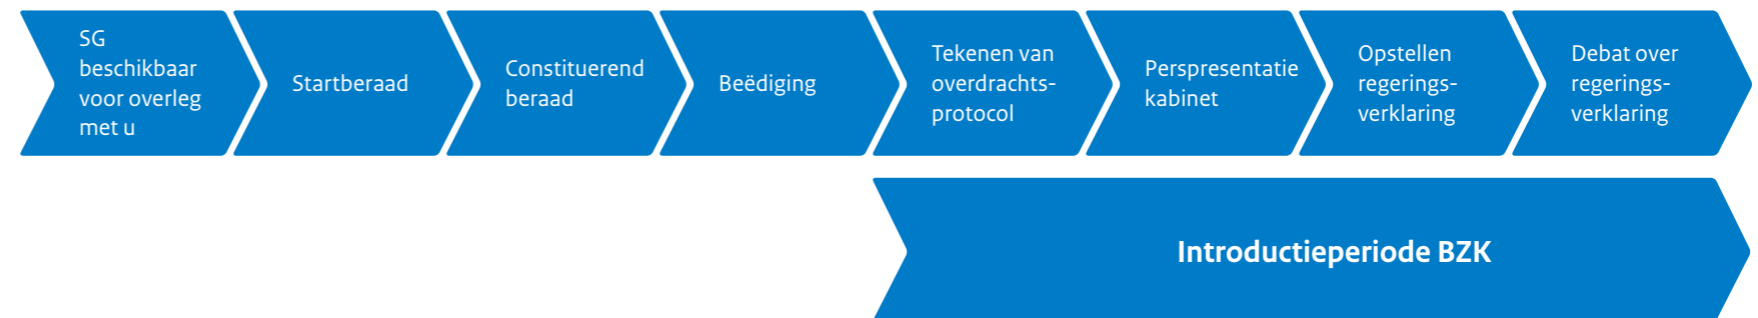 SG
beschikbaar
voor overleg
met u
Startberaad
Constituerend
beraad
Beëdiging
Tekenen van
overdrachts-
protocol
Perspresentatie
kabinet
Opstellen
regerings-
verklaring
Debat over
regerings-
verklaring
Introductieperiode BZK